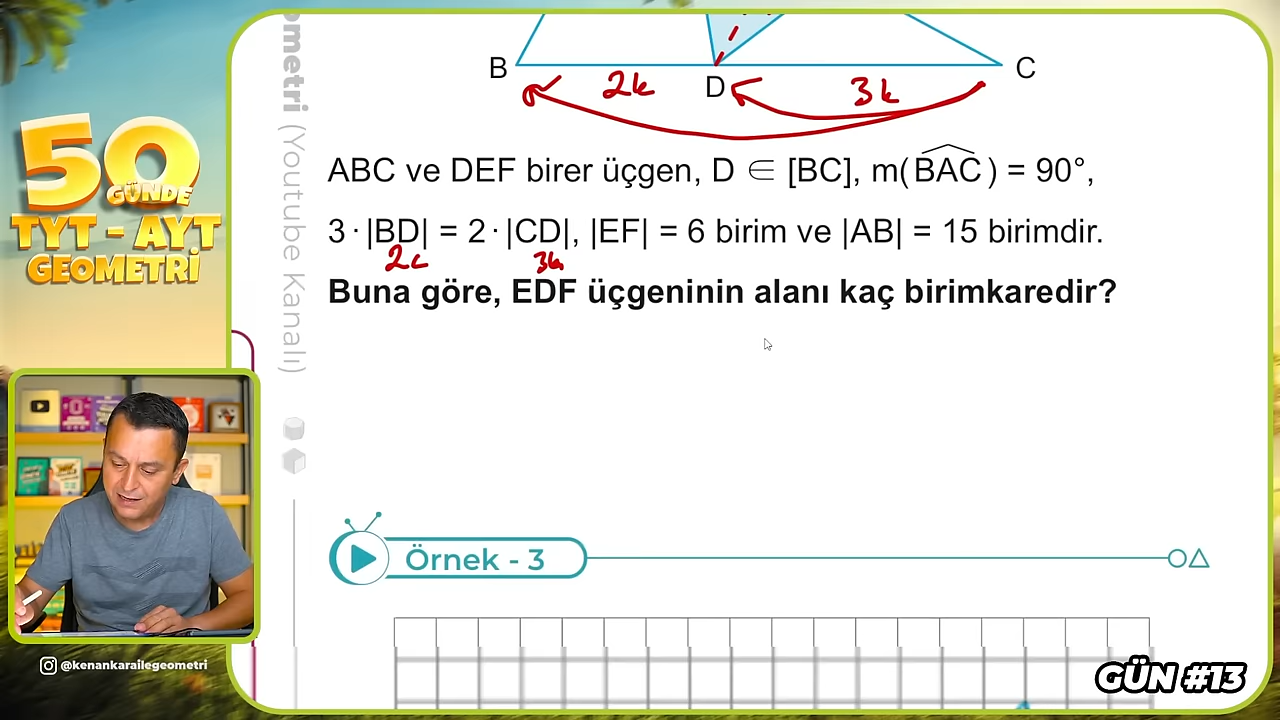 50
GÜNDE
TYT - AYT
GEOMETRİ
ometri (Youtube Kanalı)
B
2k
D
3k
C
ABC ve DEF birer üçgen, D ∈ [BC], m(BAC) = 90°,
3·|BD| = 2·|CD|, |EF| = 6 birim ve |AB| = 15 birimdir.
2k
3k
Buna göre, EDF üçgeninin alanı kaç birimkaredir?
Örnek - 3
@kenankarailegeometri
GÜN #13